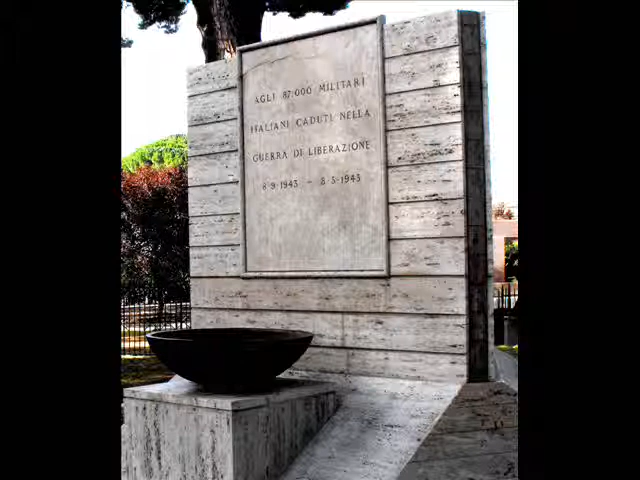 AGLI 87.000 MILITARI
ITALIANI CADUTI NELLA
GUERRA DI LIBERAZIONE
8·9·1943 - 8·5·1945